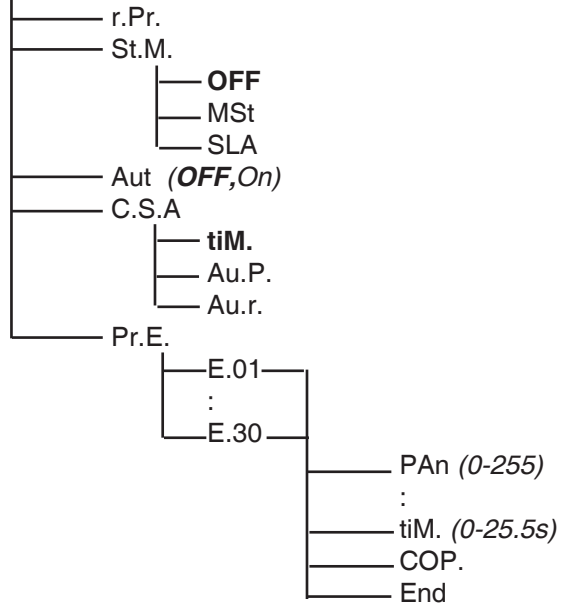 r.Pr.
St.M.
OFF
MSt
SLA
Aut (OFF,On)
C.S.A
tiM.
Au.P.
Au.r.
Pr.E.
E.01
:
E.30
PAn (0-255)
:
tiM. (0-25.5s)
COP.
End